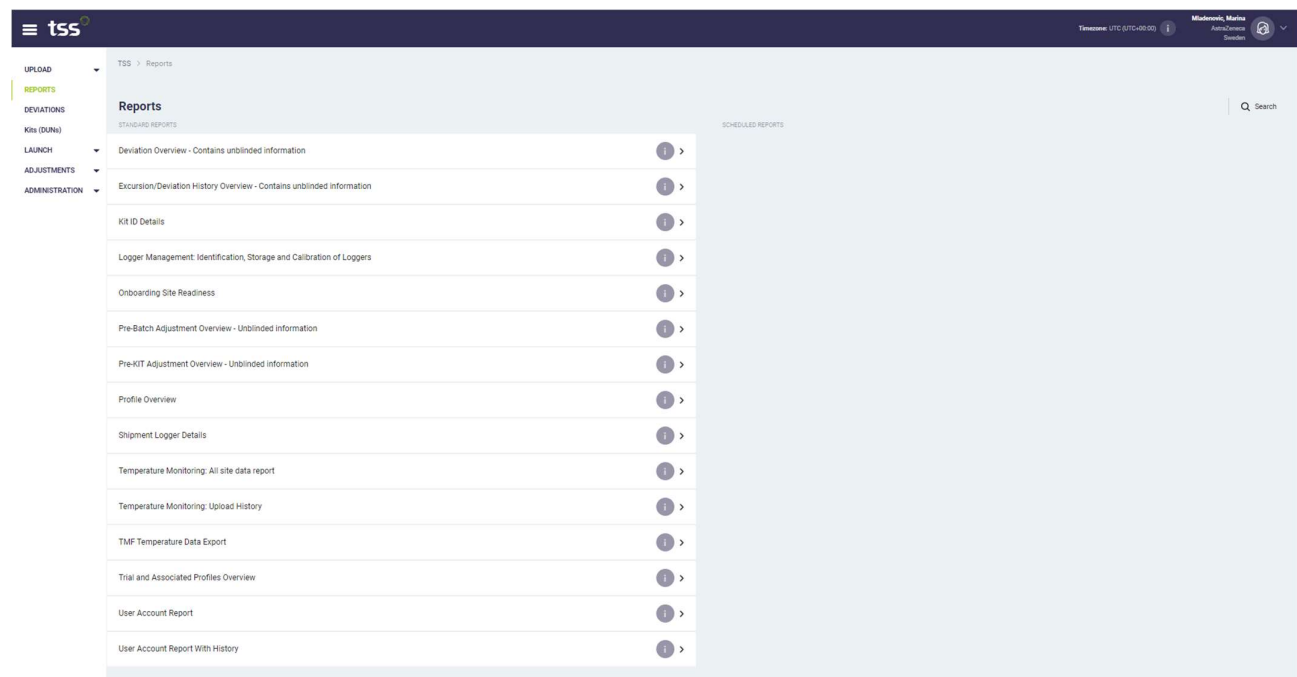 tss
Timezone: UTC (UTC+00:00) i
Mladenovic, Marina
AstraZeneca
Sweden
UPLOAD
REPORTS
DEVIATIONS
Kits (DUNs)
LAUNCH
ADJUSTMENTS
ADMINISTRATION
TSS > Reports
Reports
Search
STANDARD REPORTS
SCHEDULED REPORTS
Deviation Overview - Contains unblinded information i
Excursion/Deviation History Overview - Contains unblinded information i
Kit ID Details i
Logger Management: Identification, Storage and Calibration of Loggers i
Onboarding Site Readiness i
Pre-Batch Adjustment Overview - Unblinded information i
Pre-KIT Adjustment Overview - Unblinded information i
Profile Overview i
Shipment Logger Details i
Temperature Monitoring: All site data report i
Temperature Monitoring: Upload History i
TMF Temperature Data Export i
Trial and Associated Profiles Overview i
User Account Report i
User Account Report With History i